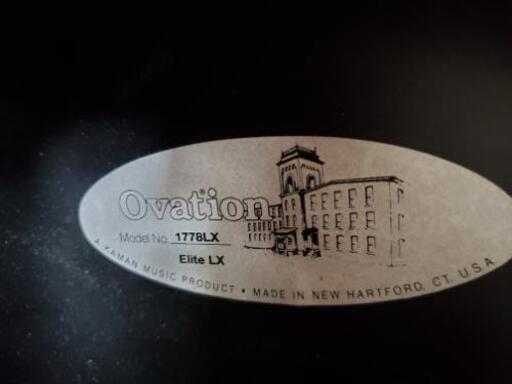 Ovation
Model No. 1778LX
Elite LX
A KAMAN MUSIC PRODUCT • MADE IN NEW HARTFORD, CT. U.S.A.